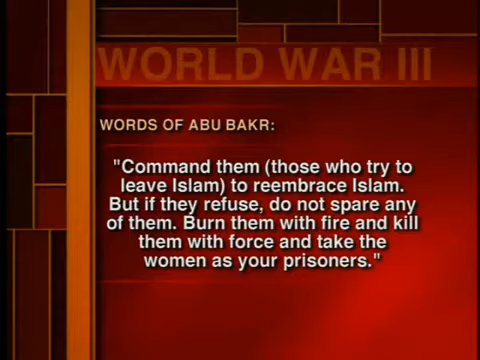 WORLD WAR III
WORDS OF ABU BAKR:
"Command them (those who try to
leave Islam) to reembrace Islam.
But if they refuse, do not spare any
of them. Burn them with fire and kill
them with force and take the
women as your prisoners."